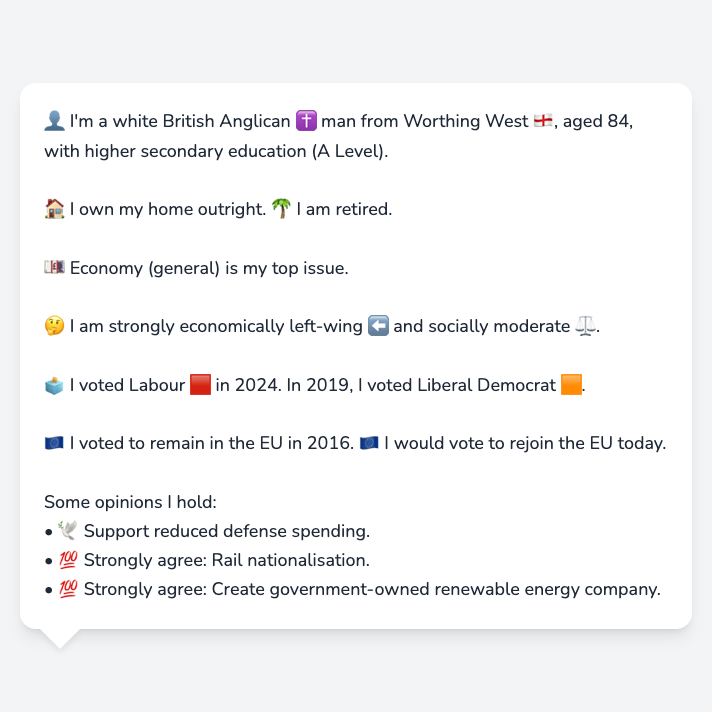 👤 I'm a white British Anglican ✝️ man from Worthing West 🏴󠁧󠁢󠁥󠁮󠁧󠁿, aged 84,
with higher secondary education (A Level).
🏠 I own my home outright. 🌴 I am retired.
💷 Economy (general) is my top issue.
🤔 I am strongly economically left-wing ⬅️ and socially moderate ⚖️.
🗳️ I voted Labour 🟥 in 2024. In 2019, I voted Liberal Democrat 🟧.
🇪🇺 I voted to remain in the EU in 2016. 🇪🇺 I would vote to rejoin the EU today.
Some opinions I hold:
• 🕊️ Support reduced defense spending.
• 💯 Strongly agree: Rail nationalisation.
• 💯 Strongly agree: Create government-owned renewable energy company.